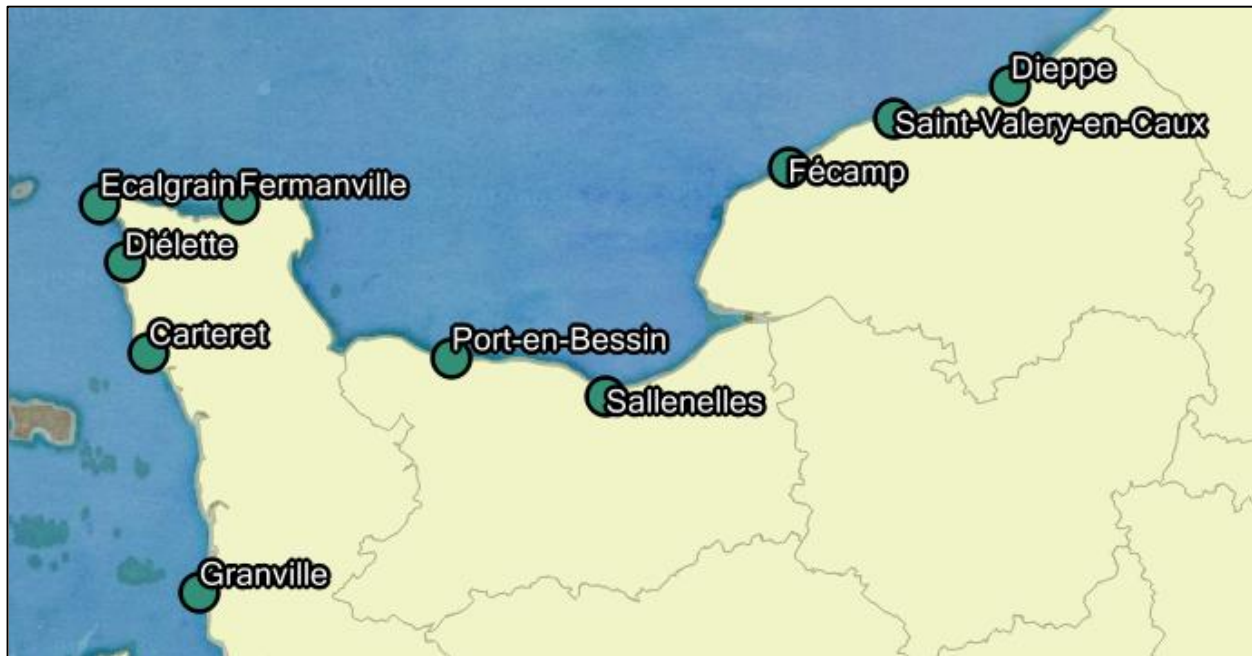 Dieppe
Saint-Valery-en-Caux
Fécamp
Ecalgrain
Fermanville
Diélette
Carteret
Port-en-Bessin
Sallenelles
Granville